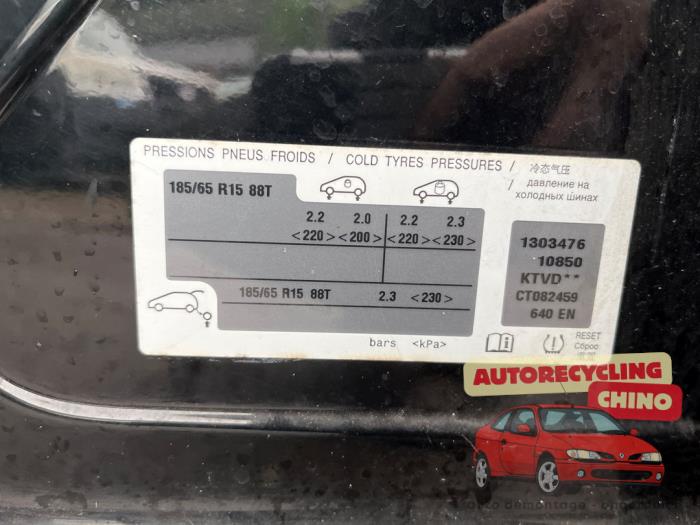 PRESSIONS PNEUS FROIDS / COLD TYRES PRESSURES / 冷态气压
/ давление на
холодных шинах
185/65 R15 88T
2.2 2.0 2.2 2.3
<220> <200> <220> <230>
185/65 R15 88T 2.3 <230>
bars <kPa>
1303476
10850
KTVD**
CT082459
640 EN
RESET
Сброс
AUTORECYCLING
CHINO
auto demontage -